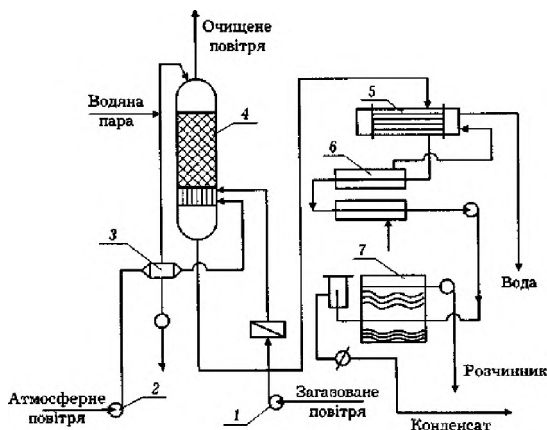 Очищене
повітря
Водяна
пара
4
5
6
3
7
Вода
Атмосферне
повітря
2
1
Загазоване
повітря
Розчинник
Конденсат